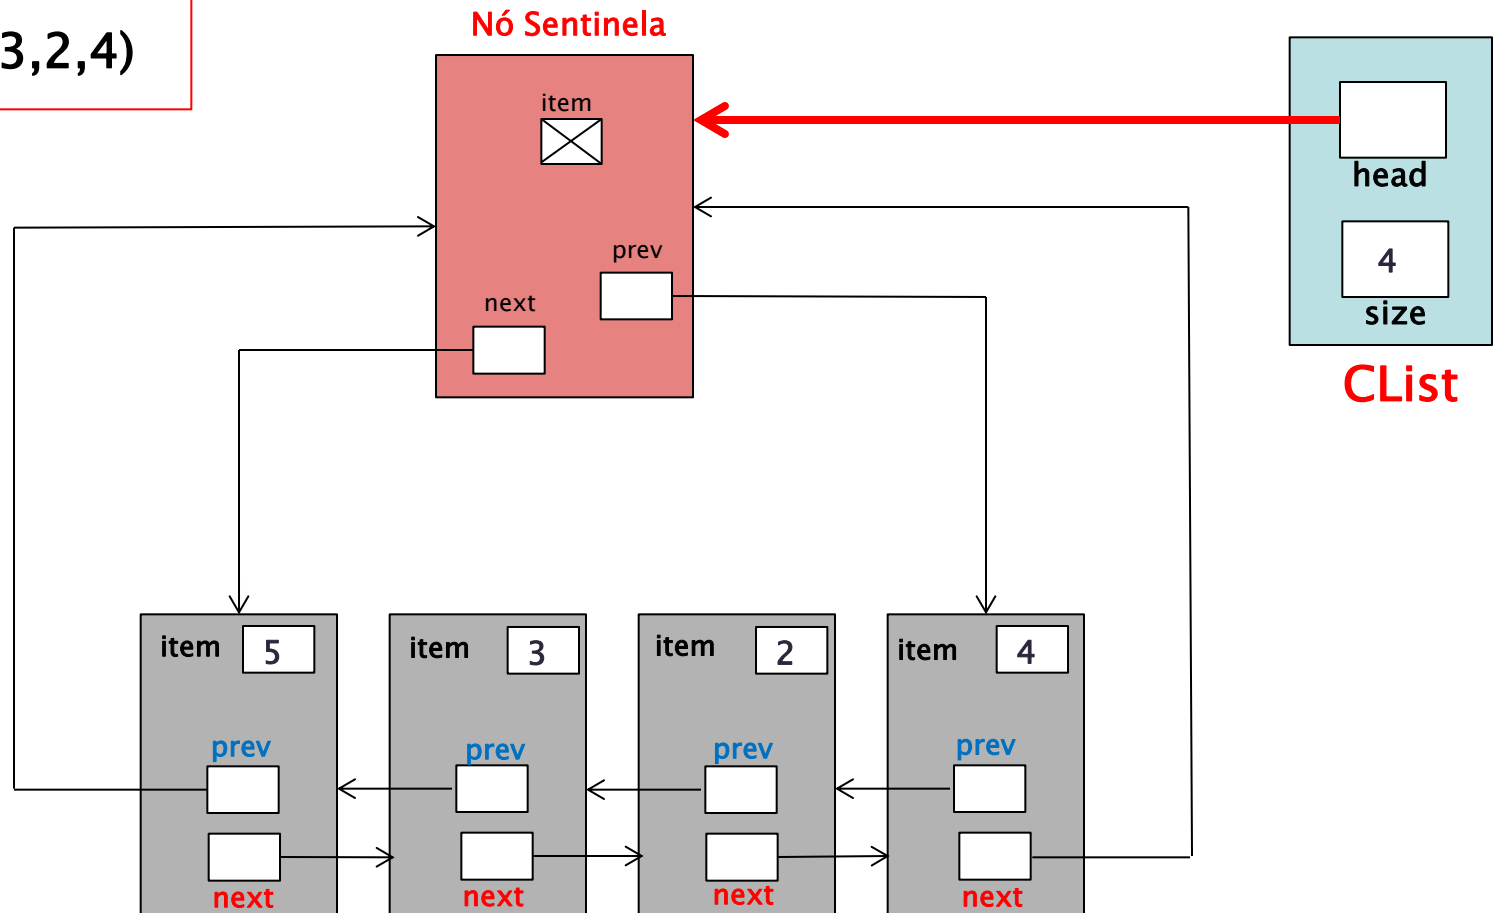 Nó Sentinela
3,2,4)
item
head
prev
4
next
size
CList
item 5
item 3
item 2
item 4
prev
prev
prev
prev
next
next
next
next